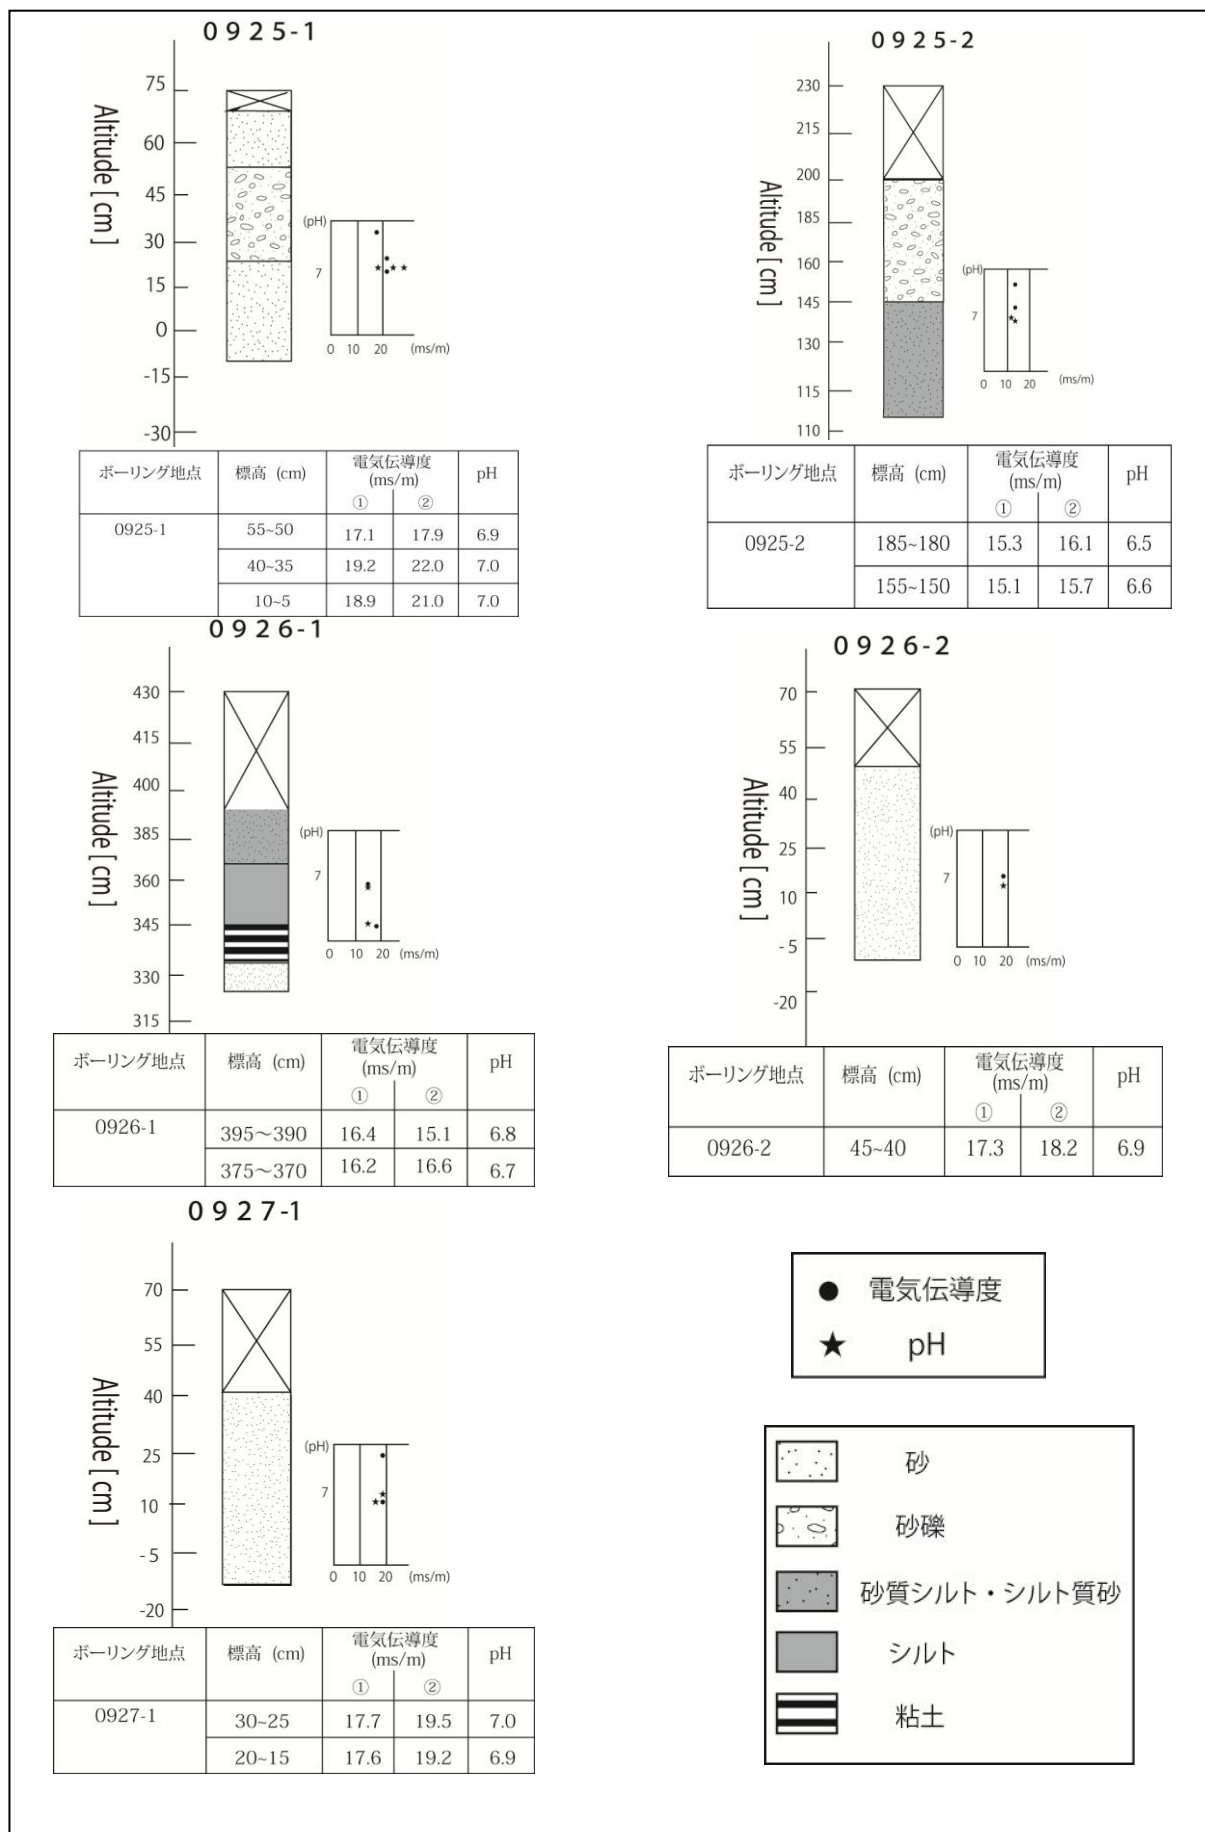 0925-1
75
60
45
30
15
0
-15
-30
Altitude [ cm ]
(pH)
7
0 10 20 (ms/m)
ボーリング地点 標高 (cm) 電気伝導度 (ms/m) pH
① ②
0925-1 55~50 17.1 17.9 6.9
40~35 19.2 22.0 7.0
10~5 18.9 21.0 7.0
0925-2
230
215
200
185
160
145
130
115
110
Altitude [ cm ]
(pH)
7
0 10 20 (ms/m)
ボーリング地点 標高 (cm) 電気伝導度 (ms/m) pH
① ②
0925-2 185~180 15.3 16.1 6.5
155~150 15.1 15.7 6.6
0926-1
430
415
400
385
360
345
330
315
Altitude [ cm ]
(pH)
7
0 10 20 (ms/m)
ボーリング地点 標高 (cm) 電気伝導度 (ms/m) pH
① ②
0926-1 395～390 16.4 15.1 6.8
375～370 16.2 16.6 6.7
0926-2
70
55
40
25
10
-5
-20
Altitude [ cm ]
(pH)
7
0 10 20 (ms/m)
ボーリング地点 標高 (cm) 電気伝導度 (ms/m) pH
① ②
0926-2 45~40 17.3 18.2 6.9
0927-1
70
55
40
25
10
-5
-20
Altitude [ cm ]
(pH)
7
0 10 20 (ms/m)
ボーリング地点 標高 (cm) 電気伝導度 (ms/m) pH
① ②
0927-1 30~25 17.7 19.5 7.0
20~15 17.6 19.2 6.9
● 電気伝導度
★ pH
砂
砂礫
砂質シルト・シルト質砂
シルト
粘土